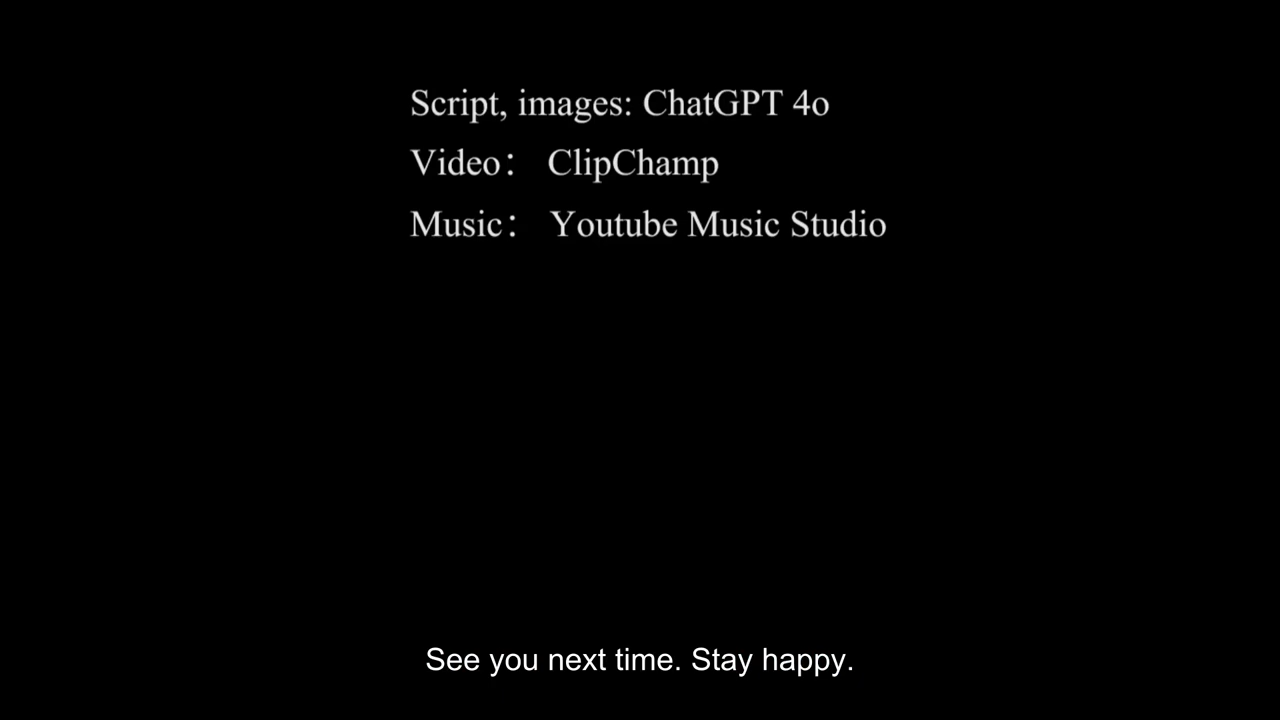 Script, images: ChatGPT 4o
Video： ClipChamp
Music： Youtube Music Studio
See you next time. Stay happy.